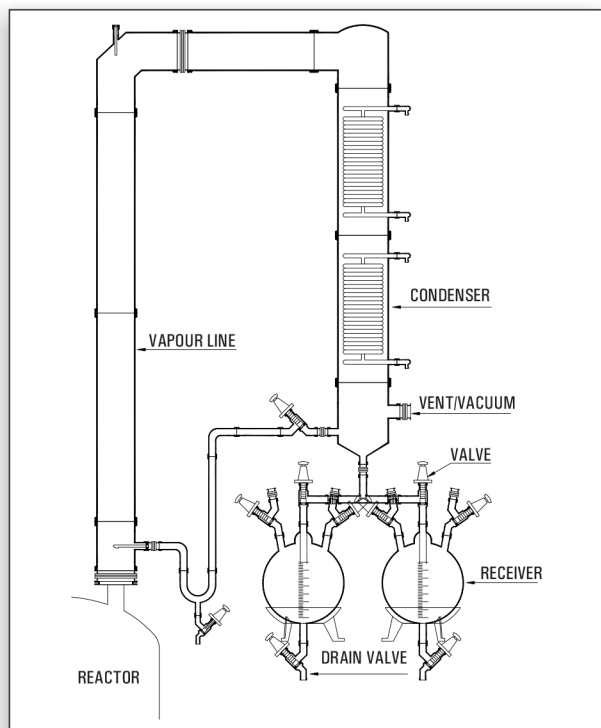 CONDENSER
VAPOUR LINE
VENT/VACUUM
VALVE
RECEIVER
DRAIN VALVE
REACTOR